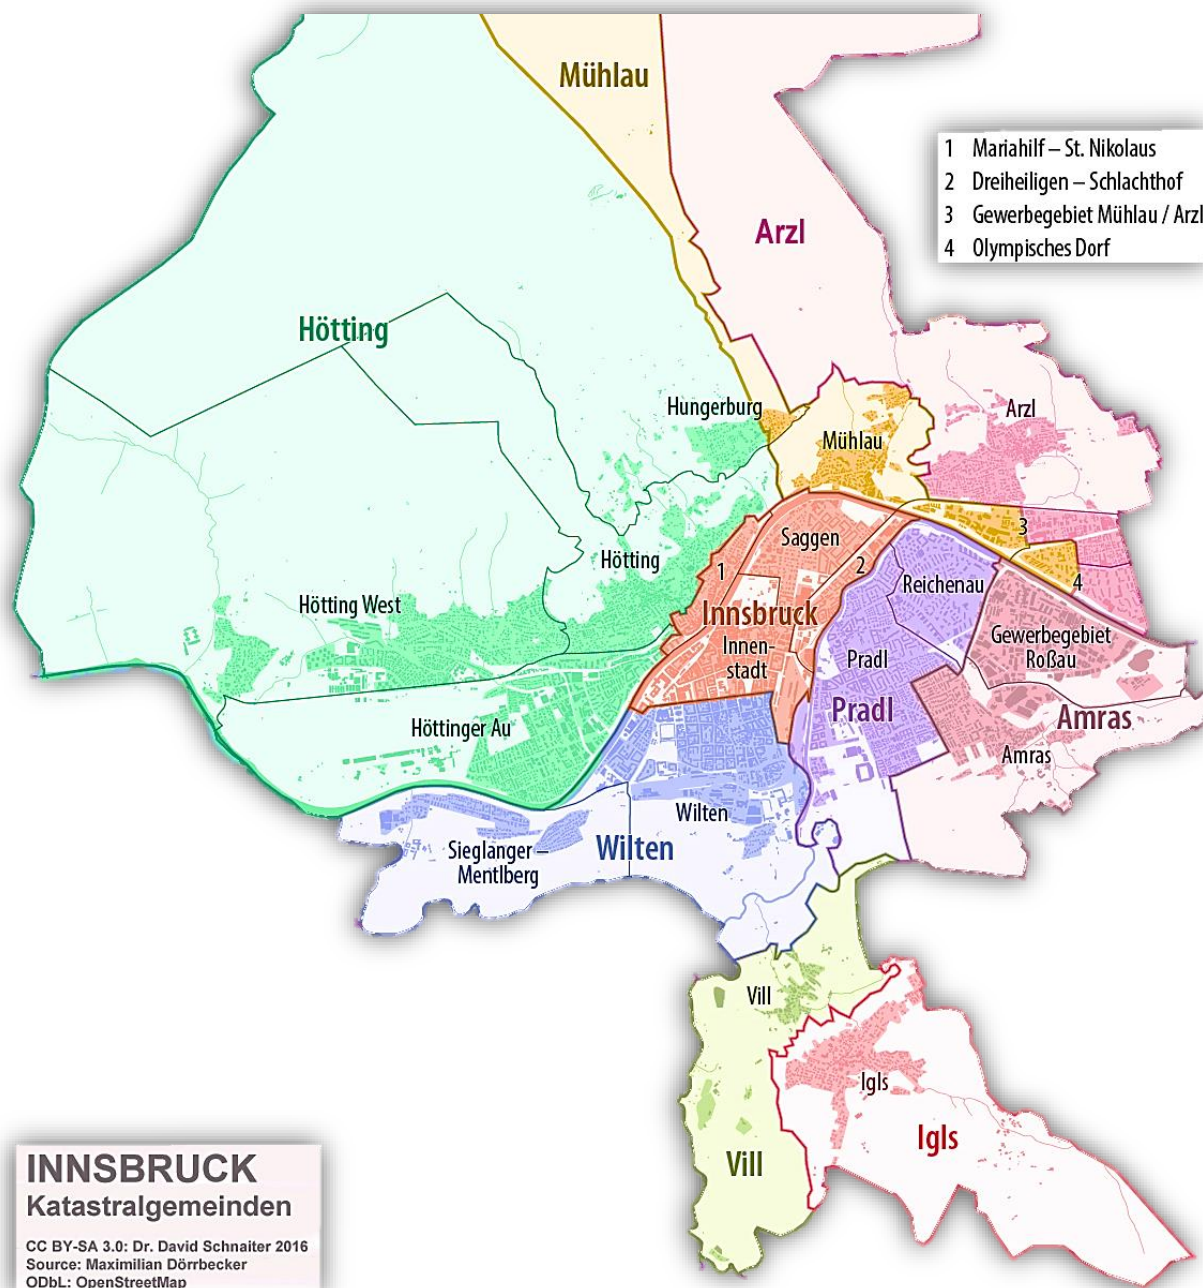 Mühlau
1 Mariahilf – St. Nikolaus
2 Dreiheiligen – Schlachthof
3 Gewerbegebiet Mühlau / Arzl
4 Olympisches Dorf
Arzl
Hötting
Hungerburg
Arzl
Mühlau
3
Saggen
Hötting
1
2
4
Reichenau
Hötting West
Innsbruck
Innen-
stadt
Gewerbegebiet
Roßau
Pradl
Pradl
Amras
Höttinger Au
Amras
Wilten
Sieglanger –
Mentlberg
Wilten
Vill
Igls
Igls
Vill
INNSBRUCK
Katastralgemeinden
CC BY-SA 3.0: Dr. David Schnaiter 2016
Source: Maximilian Dörrbecker
ODbL: OpenStreetMap